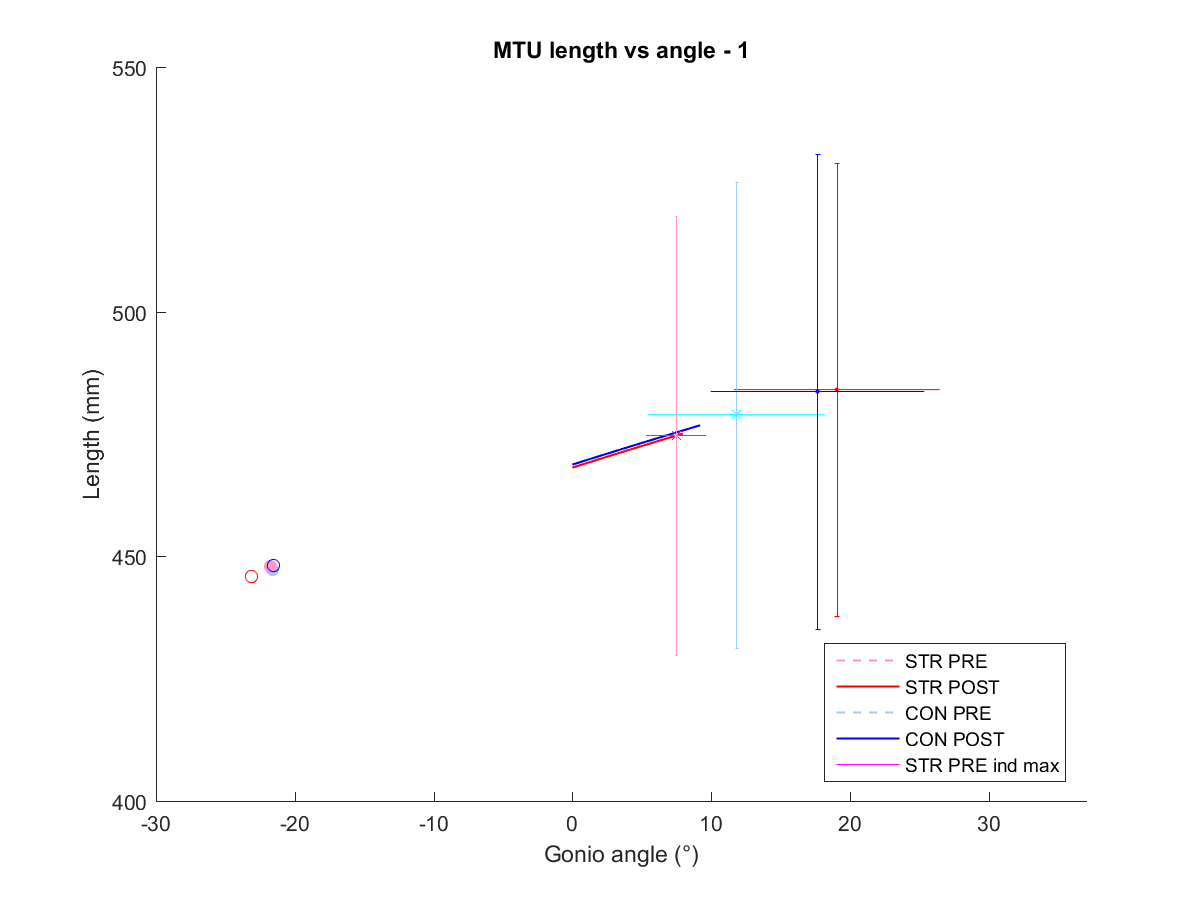 MTU length vs angle - 1
550
500
450
400
Length (mm)
-30
-20
-10
0
10
20
30
Gonio angle (°)
STR PRE
STR POST
CON PRE
CON POST
STR PRE ind max